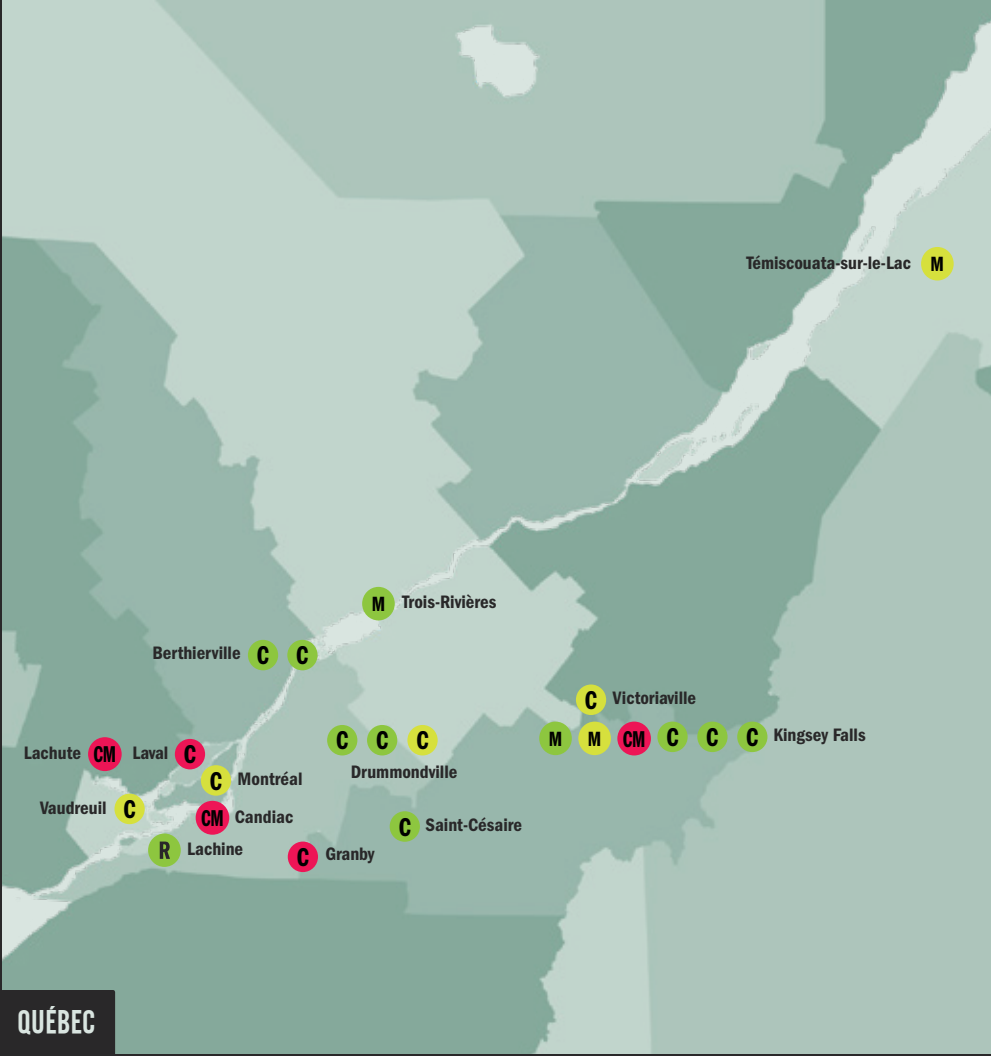 Témiscouata-sur-le-Lac M
M Trois-Rivières
Berthierville C C
C Victoriaville
C C C
M M CM C C C Kingsey Falls
Lachute CM Laval C
Drummondville
C Montréal
Vaudreuil C
CM Candiac
C Saint-Césaire
R Lachine
C Granby
QUÉBEC